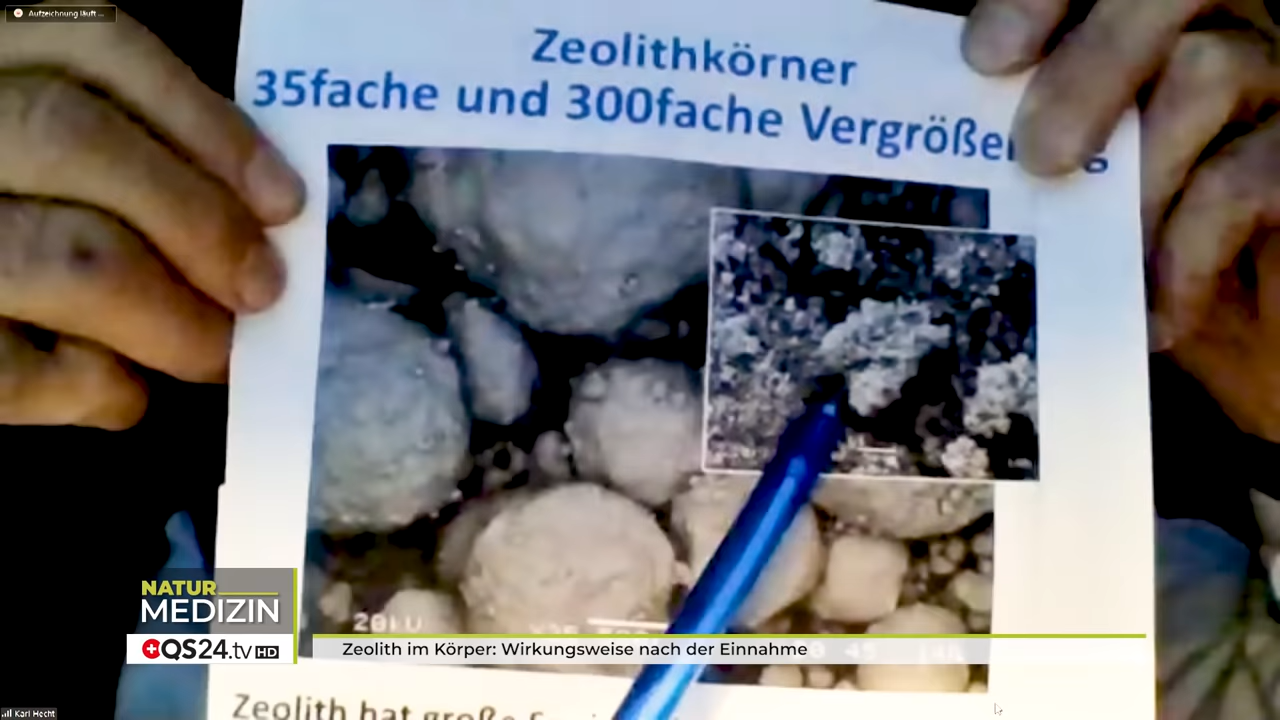 Aufzeichnung läuft ...
Zeolithkörner
35fache und 300fache
20kU
NATUR
MEDIZIN
QS24.tv HD
Zeolith im Körper: Wirkungsweise nach der Einnahme
Zeolith hat große
Karl Hecht